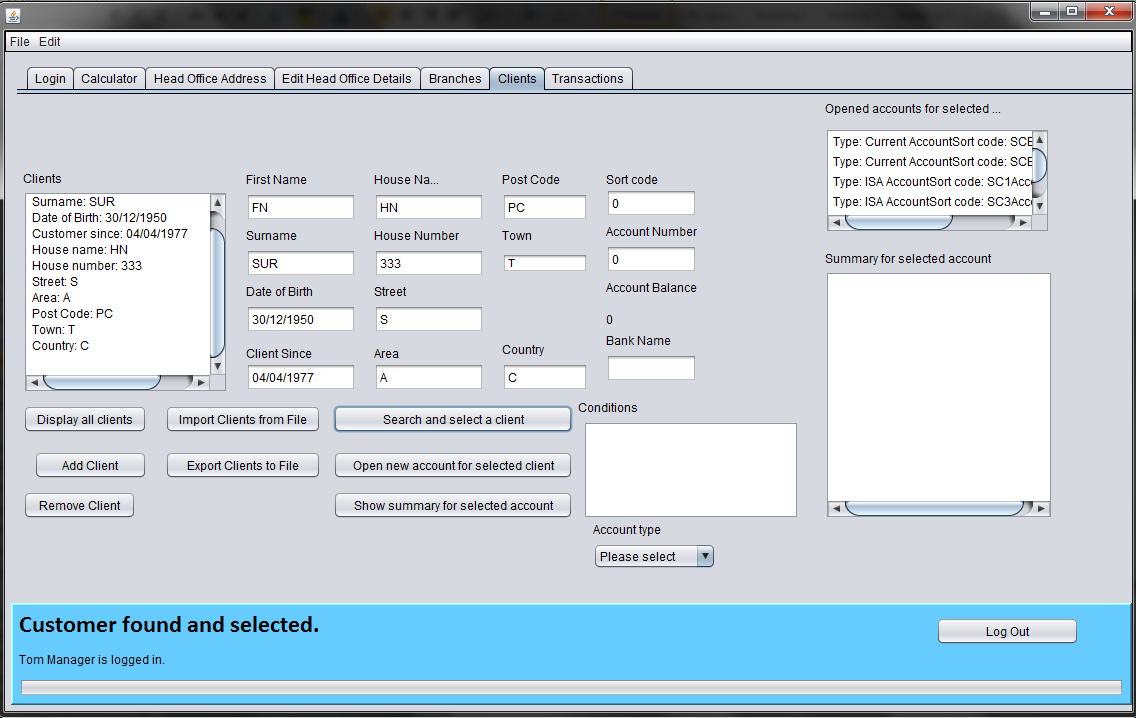 File Edit
Login Calculator Head Office Address Edit Head Office Details Branches Clients Transactions
Opened accounts for selected ...
Type: Current AccountSort code: SCE
Type: Current AccountSort code: SCE
Type: ISA AccountSort code: SC1Acc
Type: ISA AccountSort code: SC3Acc
Clients
Surname: SUR
Date of Birth: 30/12/1950
Customer since: 04/04/1977
House name: HN
House number: 333
Street: S
Area: A
Post Code: PC
Town: T
Country: C
First Name House Na... Post Code Sort code
FN HN PC 0
Surname House Number Town Account Number
SUR 333 T 0
Date of Birth Street Account Balance
30/12/1950 S 0
Client Since Area Country Bank Name
04/04/1977 A C
Summary for selected account
Display all clients Import Clients from File Search and select a client
Add Client Export Clients to File Open new account for selected client
Remove Client Show summary for selected account
Conditions
Account type
Please select
Customer found and selected.
Log Out
Tom Manager is logged in.